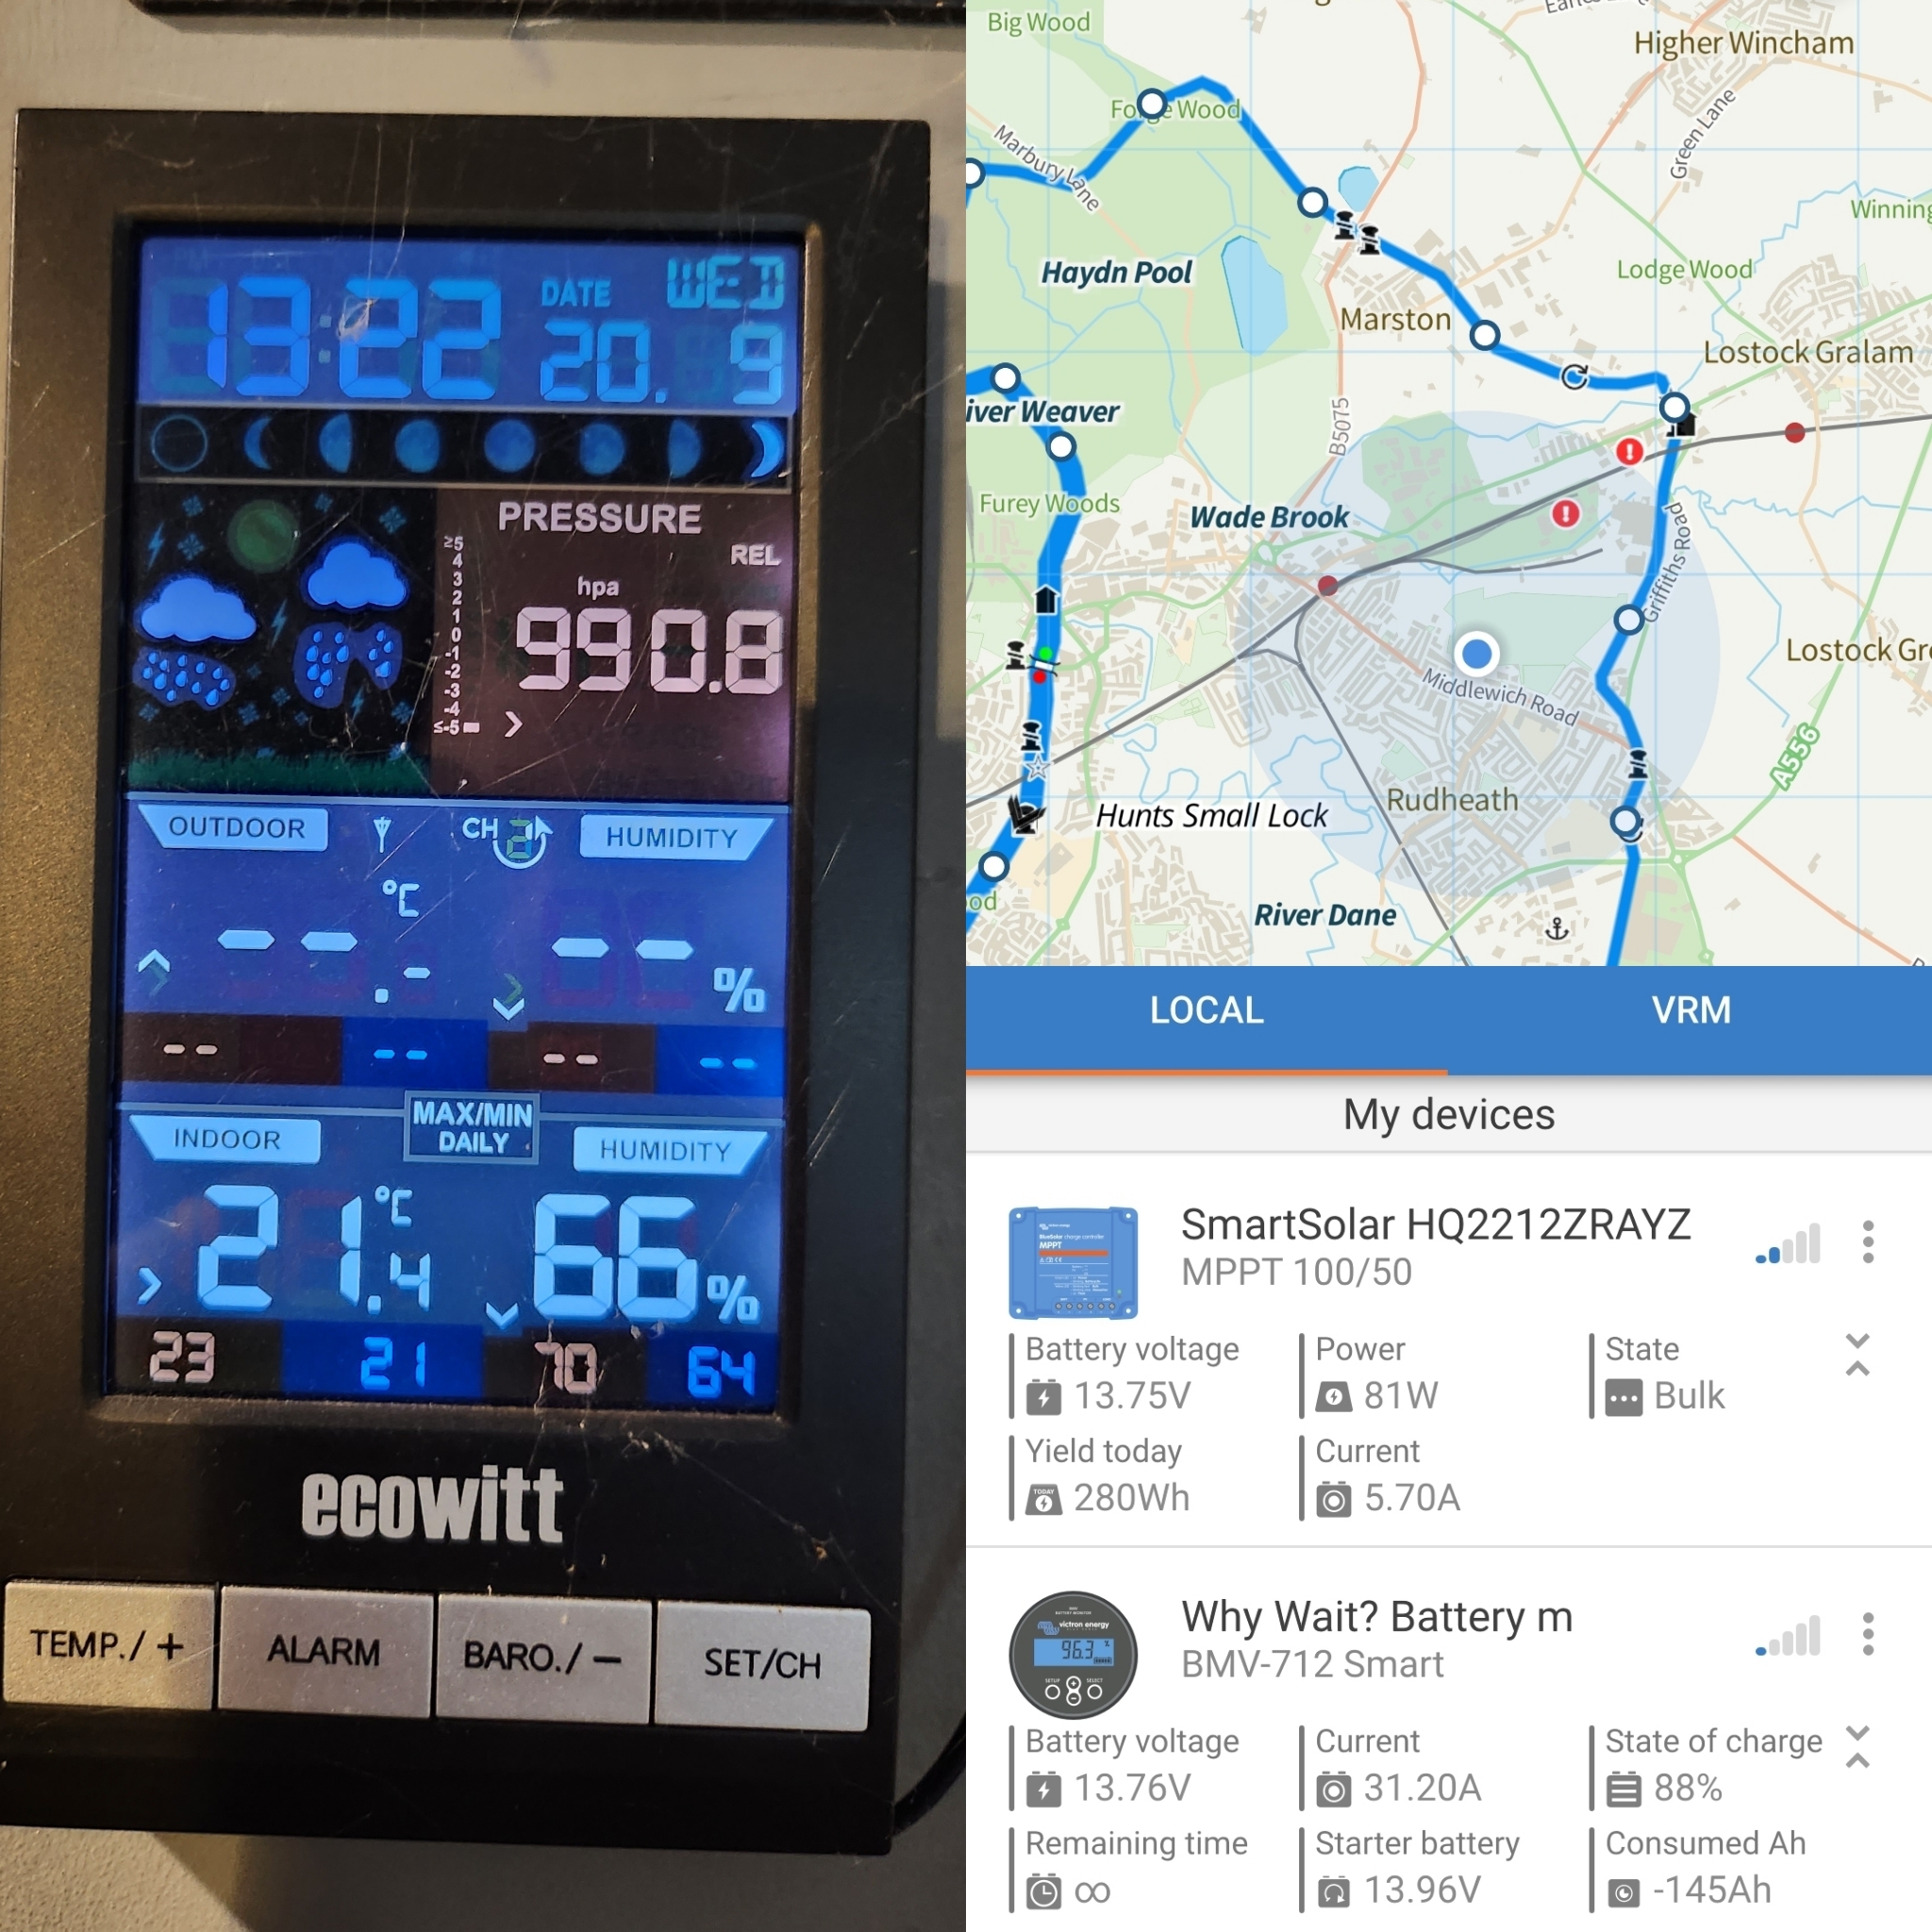 13:22 DATE 20. 9 WED
PRESSURE
REL
hpa
990.8
≥5
4
3
2
1
0
-1
-2
-3
-4
≤-5
OUTDOOR CH 2 HUMIDITY
°C
-- . - -- %
-- -- -- --
MAX/MIN
DAILY
INDOOR HUMIDITY
21.4 °C 66%
23 21 70 64
ecowitt
TEMP./ + ALARM BARO./ − SET/CH
Big Wood
Higher Wincham
Forge Wood
Marbury Lane
Green Lane
Haydn Pool
Lodge Wood
Marston
Lostock Gralam
iver Weaver
B5075
Furey Woods
Wade Brook
Griffiths Road
Lostock Gr
Middlewich Road
A556
Rudheath
Hunts Small Lock
River Dane
LOCAL VRM
My devices
SmartSolar HQ2212ZRAYZ
MPPT 100/50
Battery voltage Power State
13.75V 81W Bulk
Yield today Current
280Wh 5.70A
Why Wait? Battery m
BMV-712 Smart
Battery voltage Current State of charge
13.76V 31.20A 88%
Remaining time Starter battery Consumed Ah
∞ 13.96V -145Ah